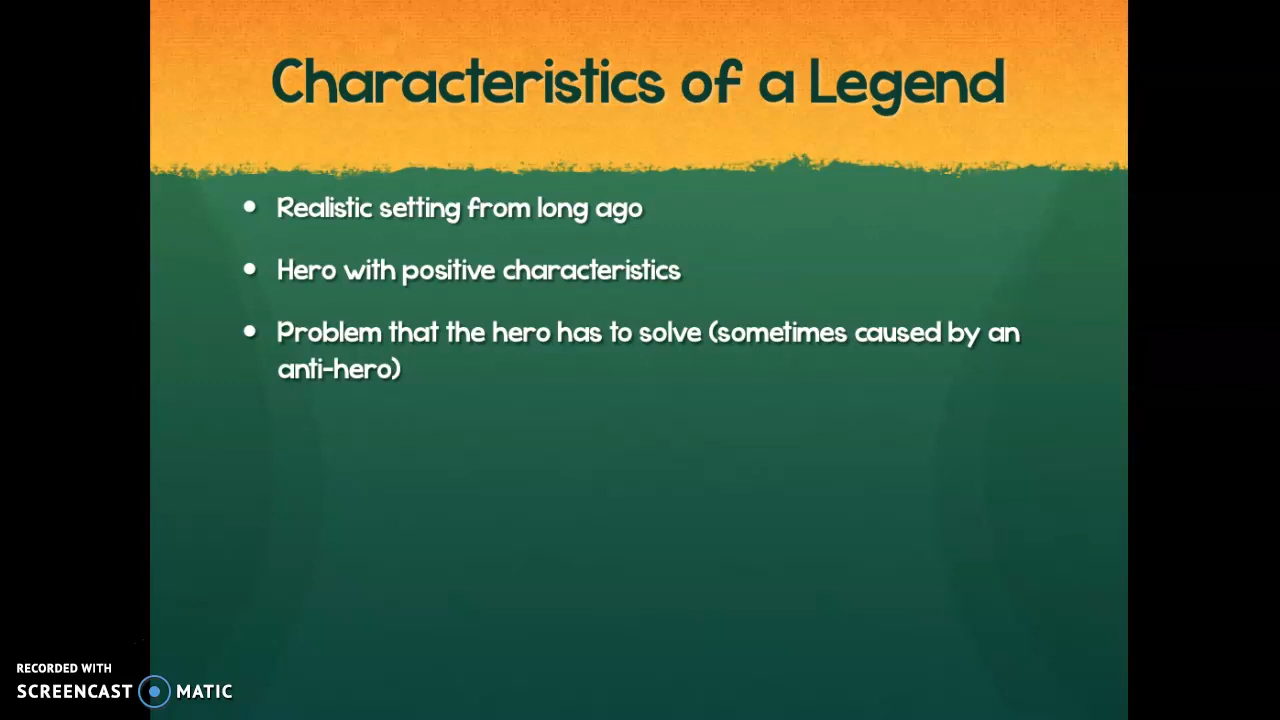 Characteristics of a Legend
• Realistic setting from long ago
• Hero with positive characteristics
• Problem that the hero has to solve (sometimes caused by an
anti-hero)
RECORDED WITH
SCREENCAST MATIC